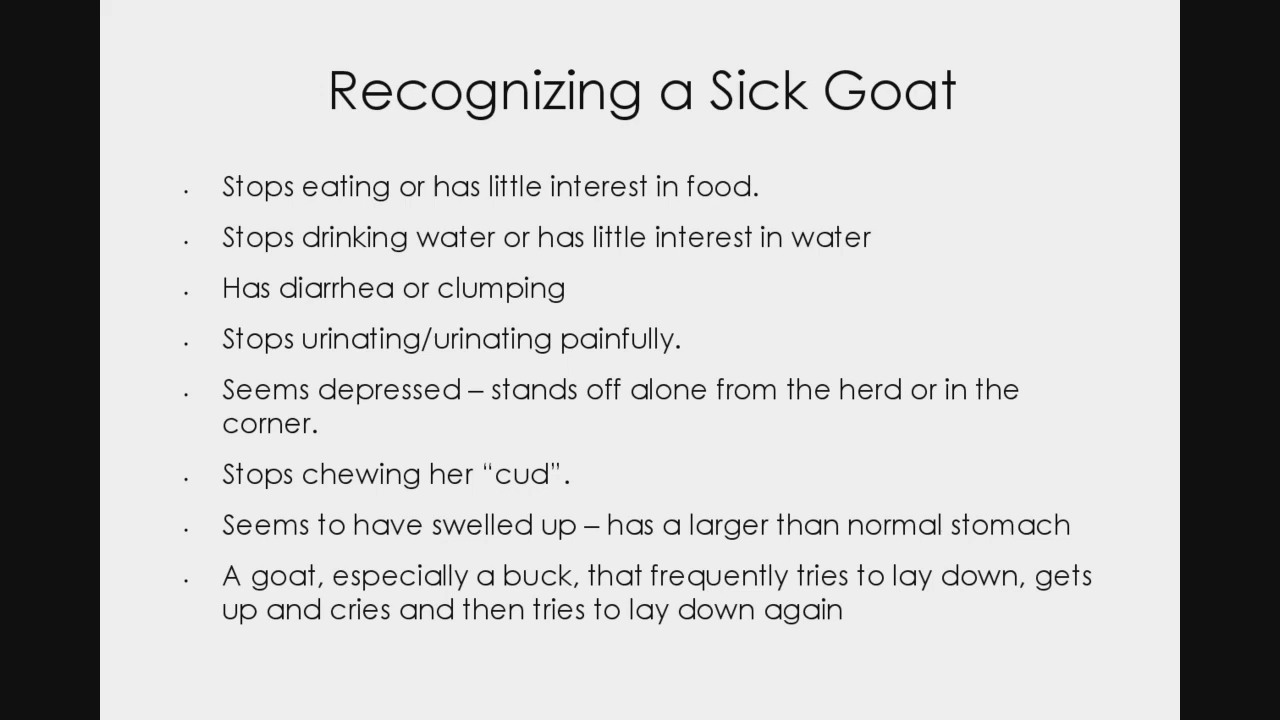 Recognizing a Sick Goat
· Stops eating or has little interest in food.
· Stops drinking water or has little interest in water
· Has diarrhea or clumping
· Stops urinating/urinating painfully.
· Seems depressed – stands off alone from the herd or in the
corner.
· Stops chewing her “cud”.
· Seems to have swelled up – has a larger than normal stomach
· A goat, especially a buck, that frequently tries to lay down, gets
up and cries and then tries to lay down again